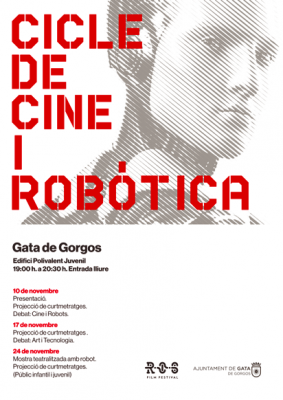 CICLE
DE
CINE
I
ROBÓTICA
Gata de Gorgos
Edifici Polivalent Juvenil
19:00 h. a 20:30 h. Entrada lliure
10 de novembre
Presentació.
Projecció de curtmetratges.
Debat: Cine i Robots.
17 de novembre
Projecció de curtmetratges .
Debat: Art i Tecnologia.
24 de novembre
Mostra teatralitzada amb robot.
Projecció de curtmetratges.
(Públic infantil i juvenil)
ROS
FILM FESTIVAL
AJUNTAMENT DE GATA
DE GORGOS